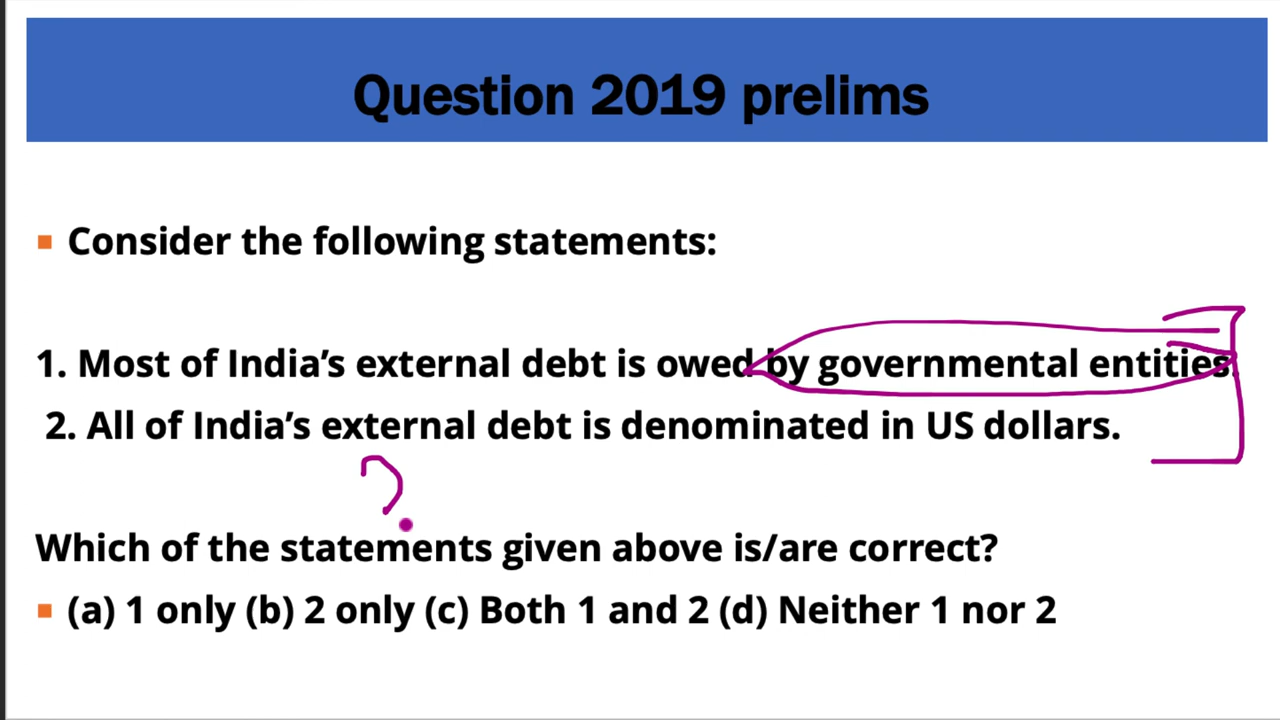 Question 2019 prelims
Consider the following statements:
1. Most of India’s external debt is owed by governmental entities.
2. All of India’s external debt is denominated in US dollars.
?
Which of the statements given above is/are correct?
(a) 1 only (b) 2 only (c) Both 1 and 2 (d) Neither 1 nor 2